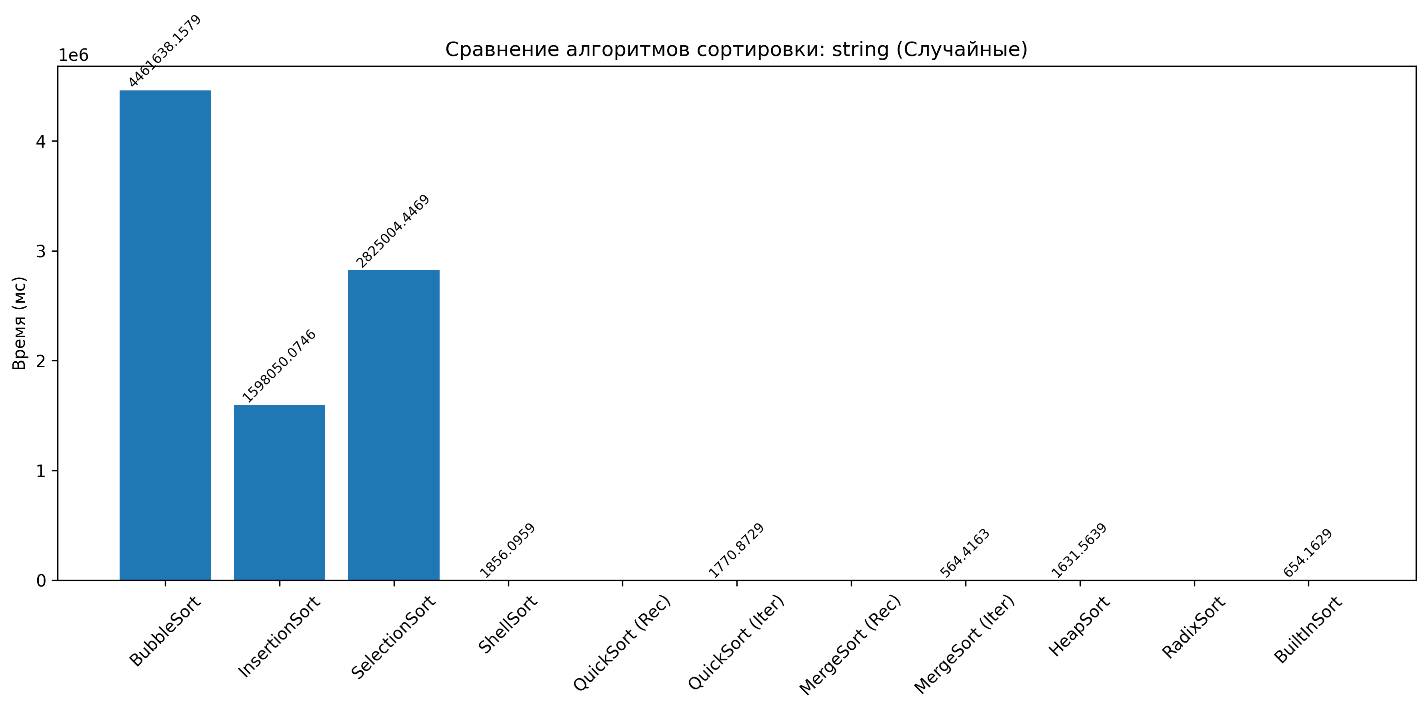 Сравнение алгоритмов сортировки: string (Случайные)
1e6
Время (мс)
4
3
2
1
0
4461638.1579
1598050.0746
2825004.4469
1856.0959
1770.8729
564.4163
1631.5639
654.1629
BubbleSort
InsertionSort
SelectionSort
ShellSort
QuickSort (Rec)
QuickSort (Iter)
MergeSort (Rec)
MergeSort (Iter)
HeapSort
RadixSort
BuiltInSort